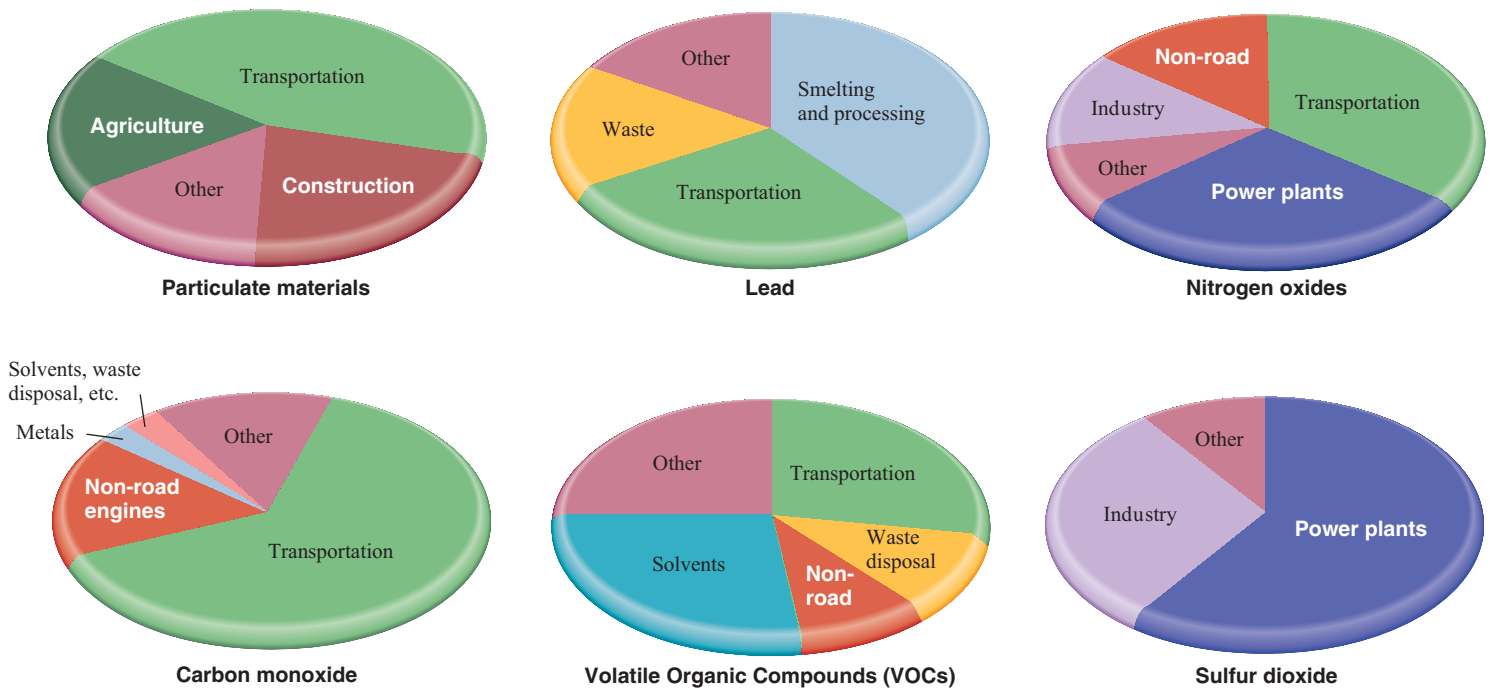 Transportation
Agriculture
Other
Construction
Particulate materials
Other
Smelting
and processing
Waste
Transportation
Lead
Non-road
Transportation
Industry
Other
Power plants
Nitrogen oxides
Solvents, waste
disposal, etc.
Metals
Other
Non-road
engines
Transportation
Carbon monoxide
Other
Transportation
Waste
disposal
Solvents
Non-
road
Volatile Organic Compounds (VOCs)
Other
Industry
Power plants
Sulfur dioxide